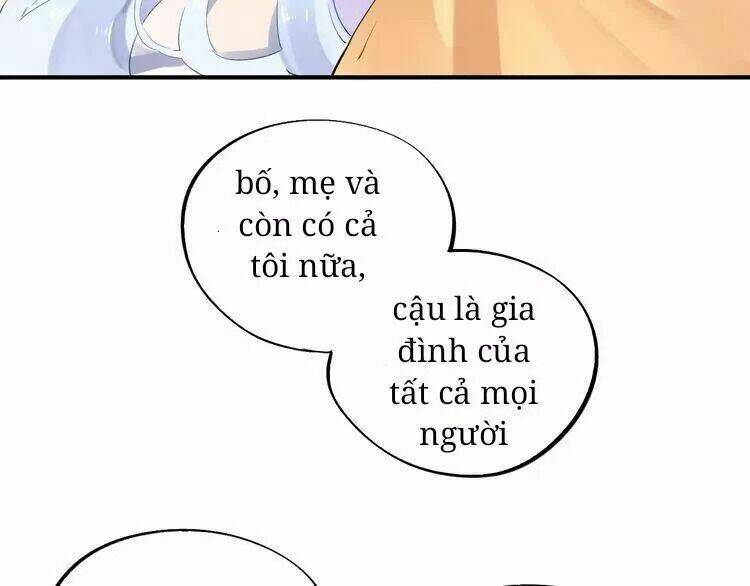 bố, mẹ và
còn có cả
tôi nữa,
cậu là gia
đình của
tất cả mọi
người